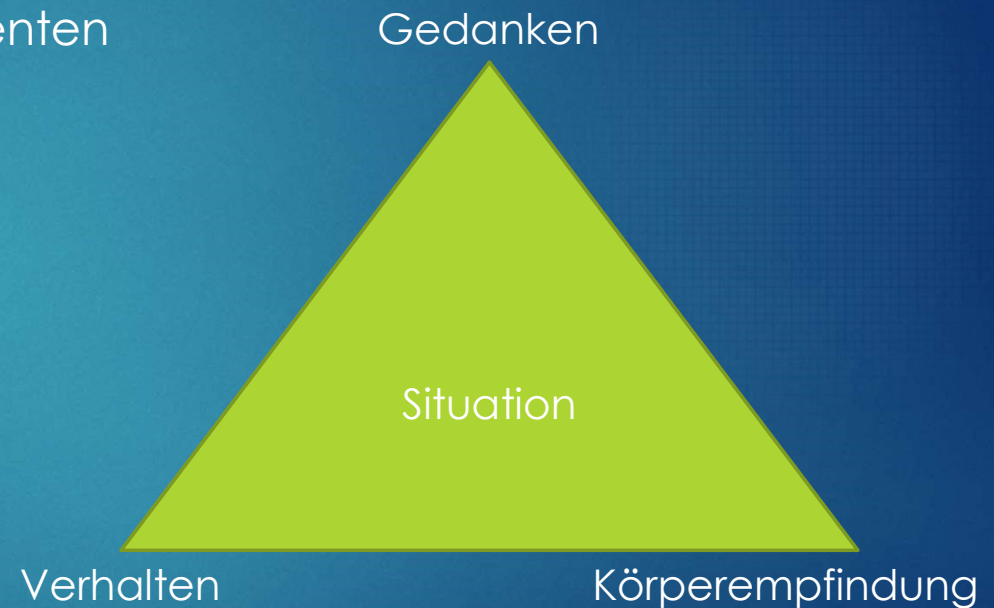 enten
Gedanken
Situation
Verhalten
Körperempfindung